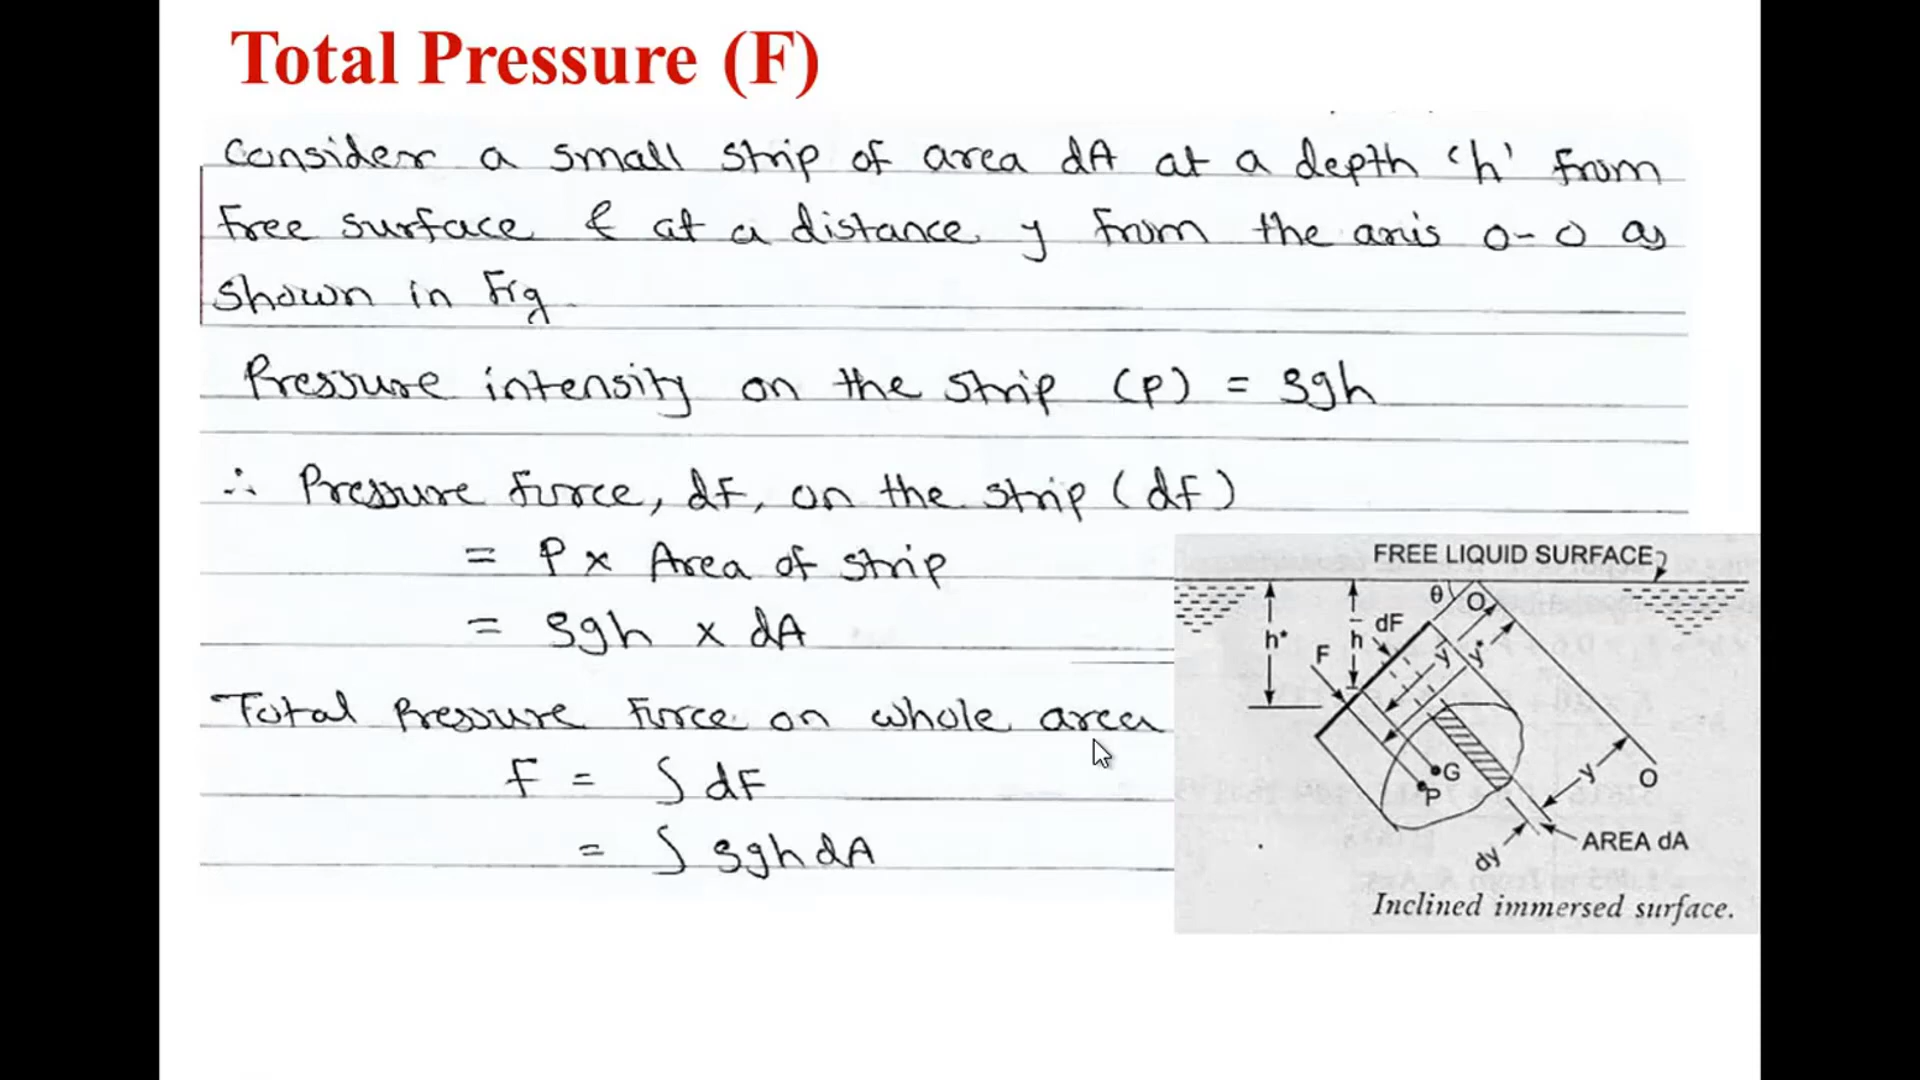 Total Pressure (F)
Consider a small strip of area dA at a depth 'h' from
free surface & at a distance y from the axis O-O as
shown in Fig
Pressure intensity on the strip (p) = ρgh
∴ Pressure Force, dF, on the strip (dF)
= P × Area of strip
= ρgh × dA
Total Pressure Force on whole area
F = ∫ dF
= ∫ ρghdA
FREE LIQUID SURFACE
θ O
h* h dF
F y y*
G
P
y O
AREA dA
dy
Inclined immersed surface.